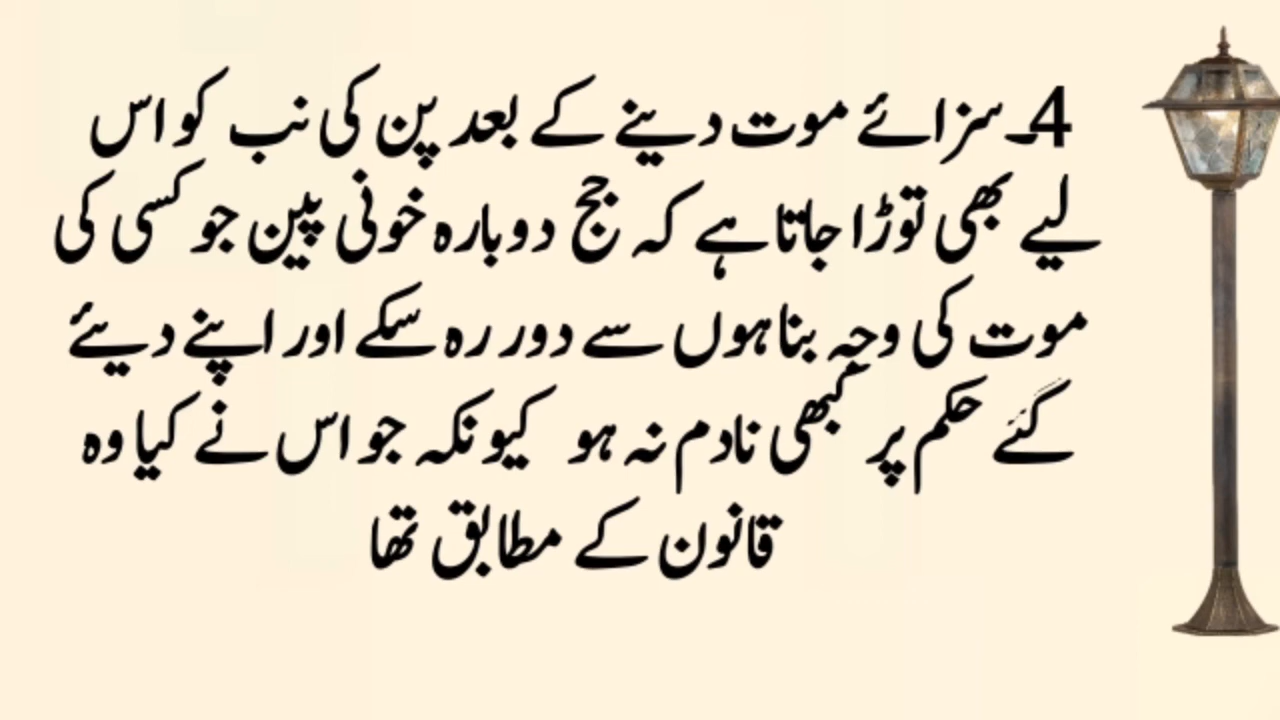 4۔سزائے موت دینے کے بعد پن کی نب کو اس
لیے بھی توڑا جاتا ہے کہ جج دوبارہ خونی پین جو کسی کی
موت کی وجہ بنا ہوں سے دور رہ سکے اور اپنے دیئے
گئے حکم پر کبھی نادم نہ ہو کیونکہ جو اس نے کیا وہ
قانون کے مطابق تھا